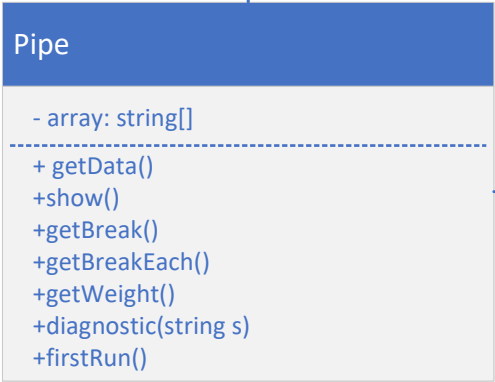 Pipe
- array: string[]
+ getData()
+show()
+getBreak()
+getBreakEach()
+getWeight()
+diagnostic(string s)
+firstRun()